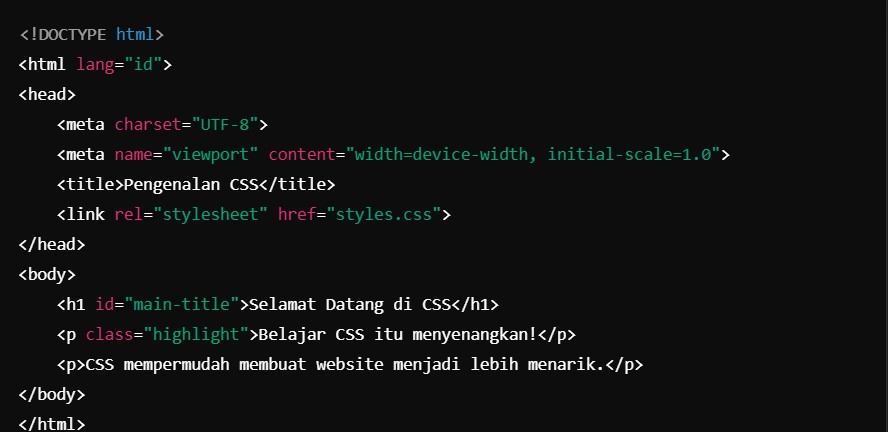 <!DOCTYPE html>
<html lang="id">
<head>
    <meta charset="UTF-8">
    <meta name="viewport" content="width=device-width, initial-scale=1.0">
    <title>Pengenalan CSS</title>
    <link rel="stylesheet" href="styles.css">
</head>
<body>
    <h1 id="main-title">Selamat Datang di CSS</h1>
    <p class="highlight">Belajar CSS itu menyenangkan!</p>
    <p>CSS mempermudah membuat website menjadi lebih menarik.</p>
</body>
</html>